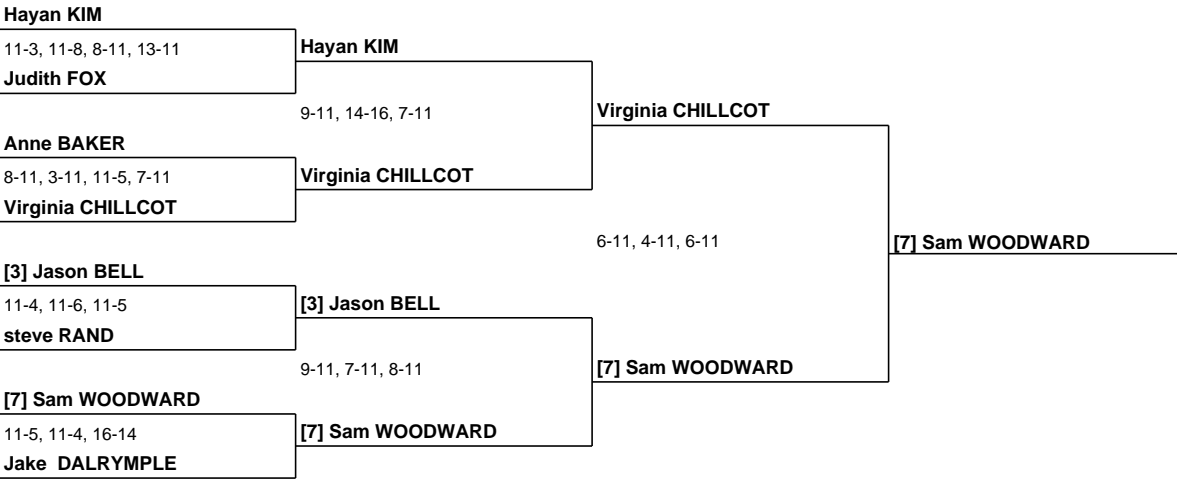 Hayan KIM
11-3, 11-8, 8-11, 13-11
Hayan KIM
Judith FOX
9-11, 14-16, 7-11
Virginia CHILLCOT
Anne BAKER
8-11, 3-11, 11-5, 7-11
Virginia CHILLCOT
Virginia CHILLCOT
6-11, 4-11, 6-11
[7] Sam WOODWARD
[3] Jason BELL
11-4, 11-6, 11-5
[3] Jason BELL
steve RAND
9-11, 7-11, 8-11
[7] Sam WOODWARD
[7] Sam WOODWARD
11-5, 11-4, 16-14
[7] Sam WOODWARD
Jake  DALRYMPLE